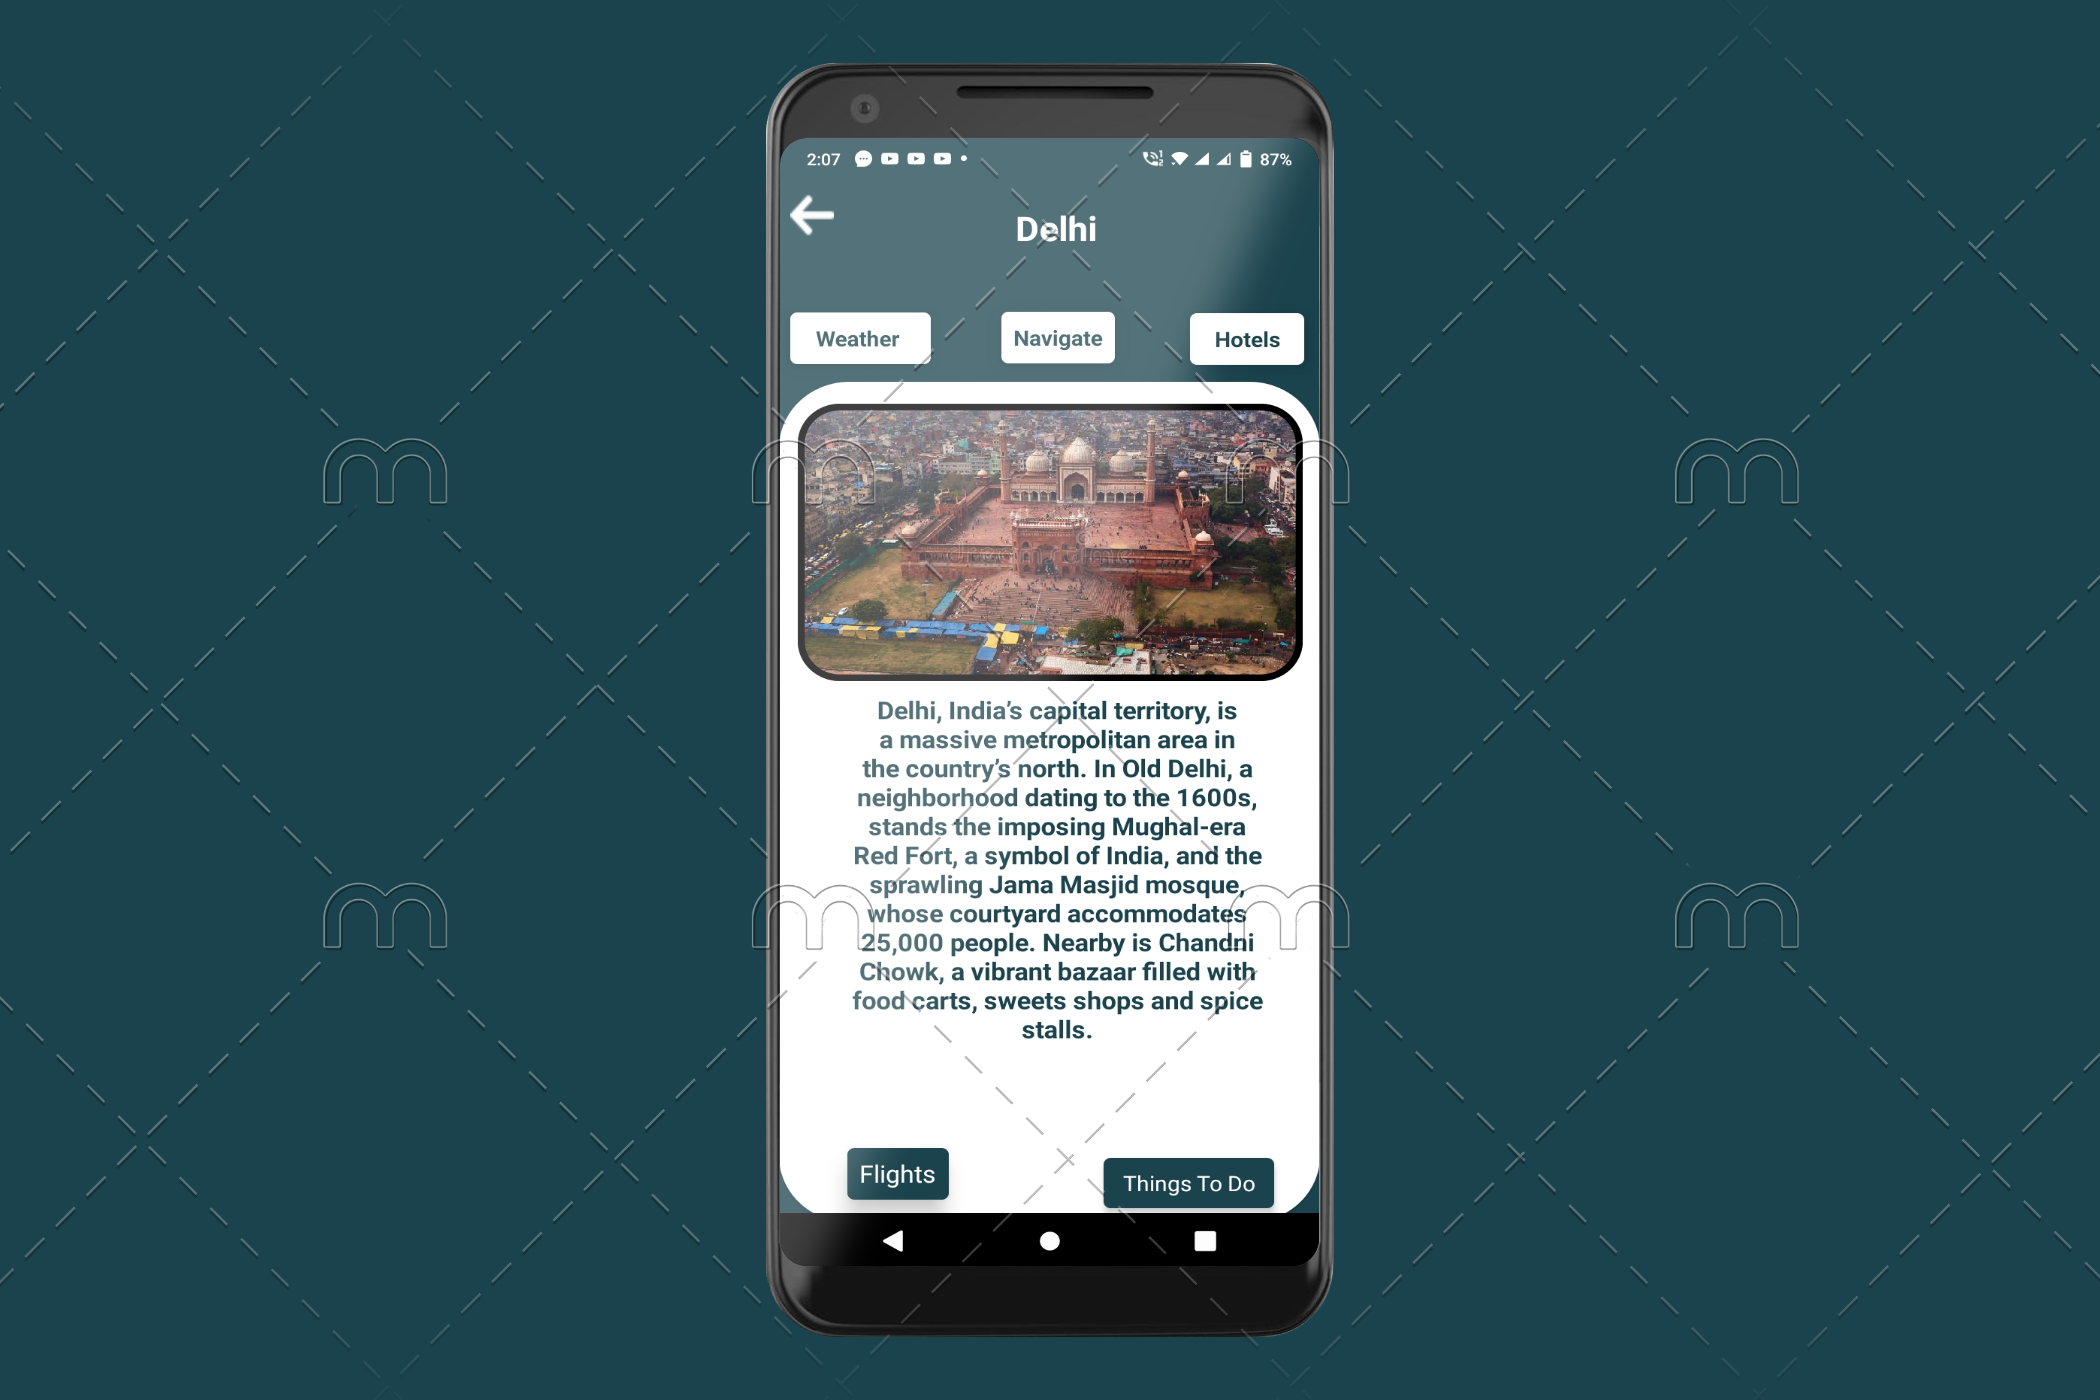 2:07 87%
Delhi
Weather Navigate Hotels
Delhi, India’s capital territory, is
a massive metropolitan area in
the country’s north. In Old Delhi, a
neighborhood dating to the 1600s,
stands the imposing Mughal-era
Red Fort, a symbol of India, and the
sprawling Jama Masjid mosque,
whose courtyard accommodates
25,000 people. Nearby is Chandni
Chowk, a vibrant bazaar filled with
food carts, sweets shops and spice
stalls.
Flights Things To Do